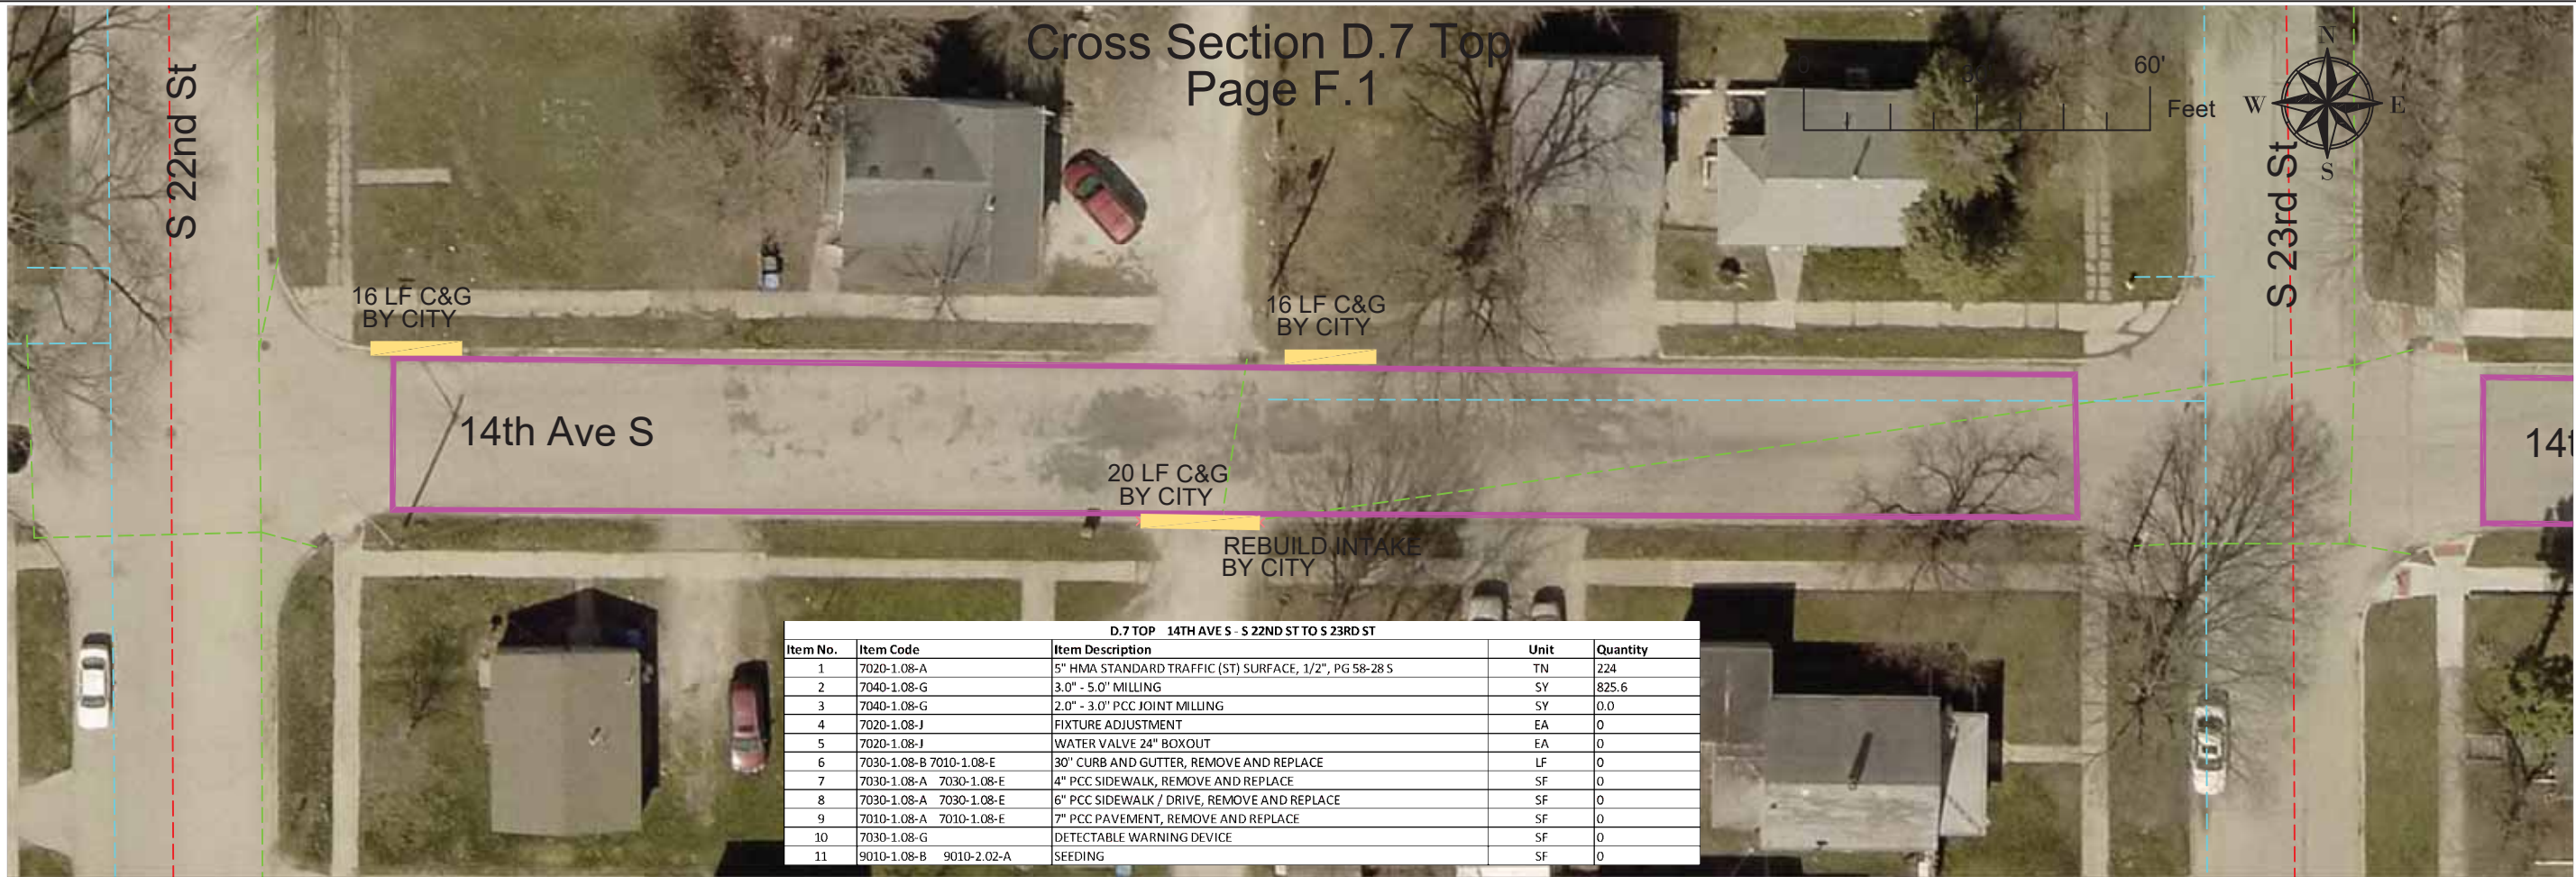 Cross Section D.7 Top
Page F.1
S 22nd St
S 23rd St
0
60'
Feet
N
W
E
S
16 LF C&G
BY CITY
16 LF C&G
BY CITY
14th Ave S
14t
20 LF C&G
BY CITY
REBUILD INTAKE
BY CITY
D.7 TOP 14TH AVE S - S 22ND ST TO S 23RD ST
Item No. Item Code Item Description Unit Quantity
1 7020-1.08-A 5" HMA STANDARD TRAFFIC (ST) SURFACE, 1/2", PG 58-28 S TN 224
2 7040-1.08-G 3.0" - 5.0" MILLING SY 825.6
3 7040-1.08-G 2.0" - 3.0" PCC JOINT MILLING SY 0.0
4 7020-1.08-J FIXTURE ADJUSTMENT EA 0
5 7020-1.08-J WATER VALVE 24" BOXOUT EA 0
6 7030-1.08-B 7010-1.08-E 30" CURB AND GUTTER, REMOVE AND REPLACE LF 0
7 7030-1.08-A 7030-1.08-E 4" PCC SIDEWALK, REMOVE AND REPLACE SF 0
8 7030-1.08-A 7030-1.08-E 6" PCC SIDEWALK / DRIVE, REMOVE AND REPLACE SF 0
9 7010-1.08-A 7010-1.08-E 7" PCC PAVEMENT, REMOVE AND REPLACE SF 0
10 7030-1.08-G DETECTABLE WARNING DEVICE SF 0
11 9010-1.08-B 9010-2.02-A SEEDING SF 0